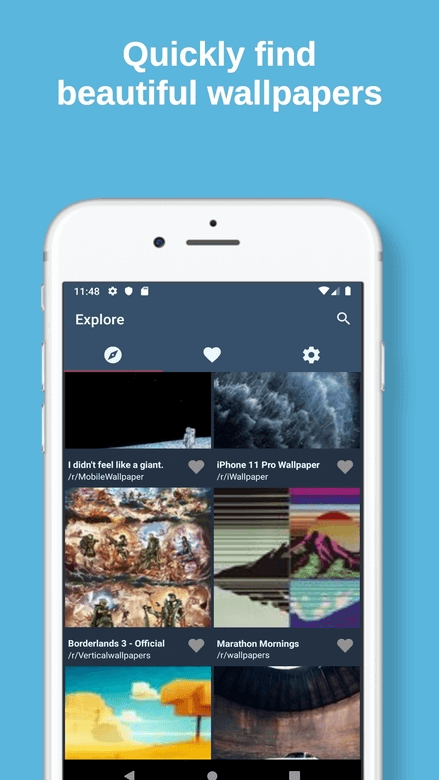 Quickly find
beautiful wallpapers
11:48
Explore
I didn't feel like a giant.
/r/MobileWallpaper
iPhone 11 Pro Wallpaper
/r/iWallpaper
Borderlands 3 - Official
/r/Verticalwallpapers
Marathon Mornings
/r/wallpapers